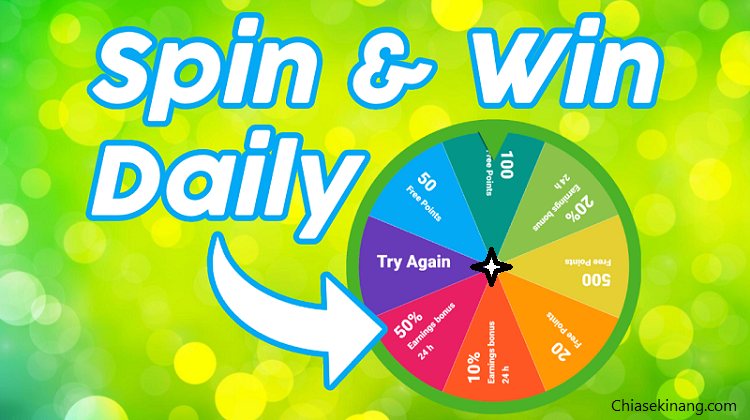 Spin & Win
Daily
100
Free Points
20%
Earnings bonus
24 h
500
Free Points
20
Free Points
10%
Earnings bonus
24 h
50%
Earnings bonus
24 h
Try Again
50
Free Points
Chiasekinang.com